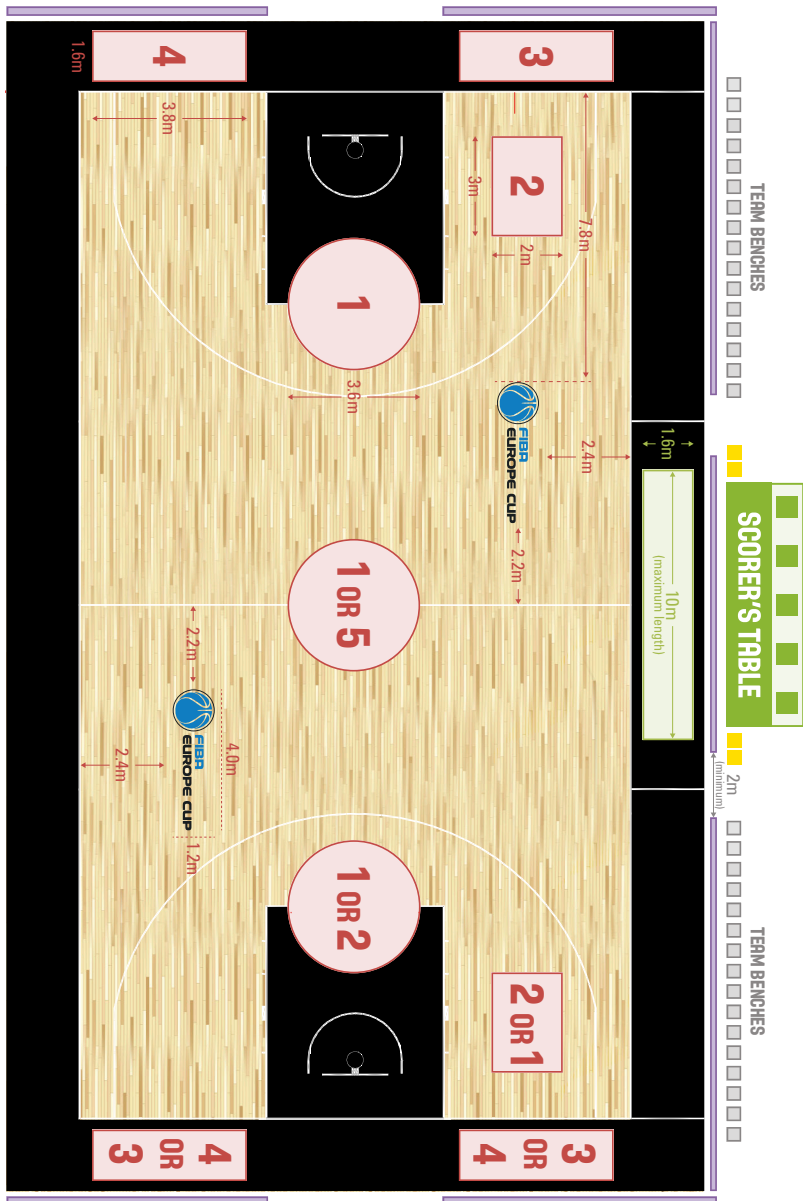 TEAM BENCHES
SCORER'S TABLE
TEAM BENCHES
2m
(minimum)
1.6m
10m
(maximum length)
7.8m
2.4m
3
2
2m
3m
FIBA
EUROPE CUP
2.2m
2 OR 1
3
OR
4
1
3.6m
1 OR 5
1 OR 2
4.0m
2.2m
FIBA
EUROPE CUP
1.2m
2.4m
4
3.8m
1.6m
4
OR
3